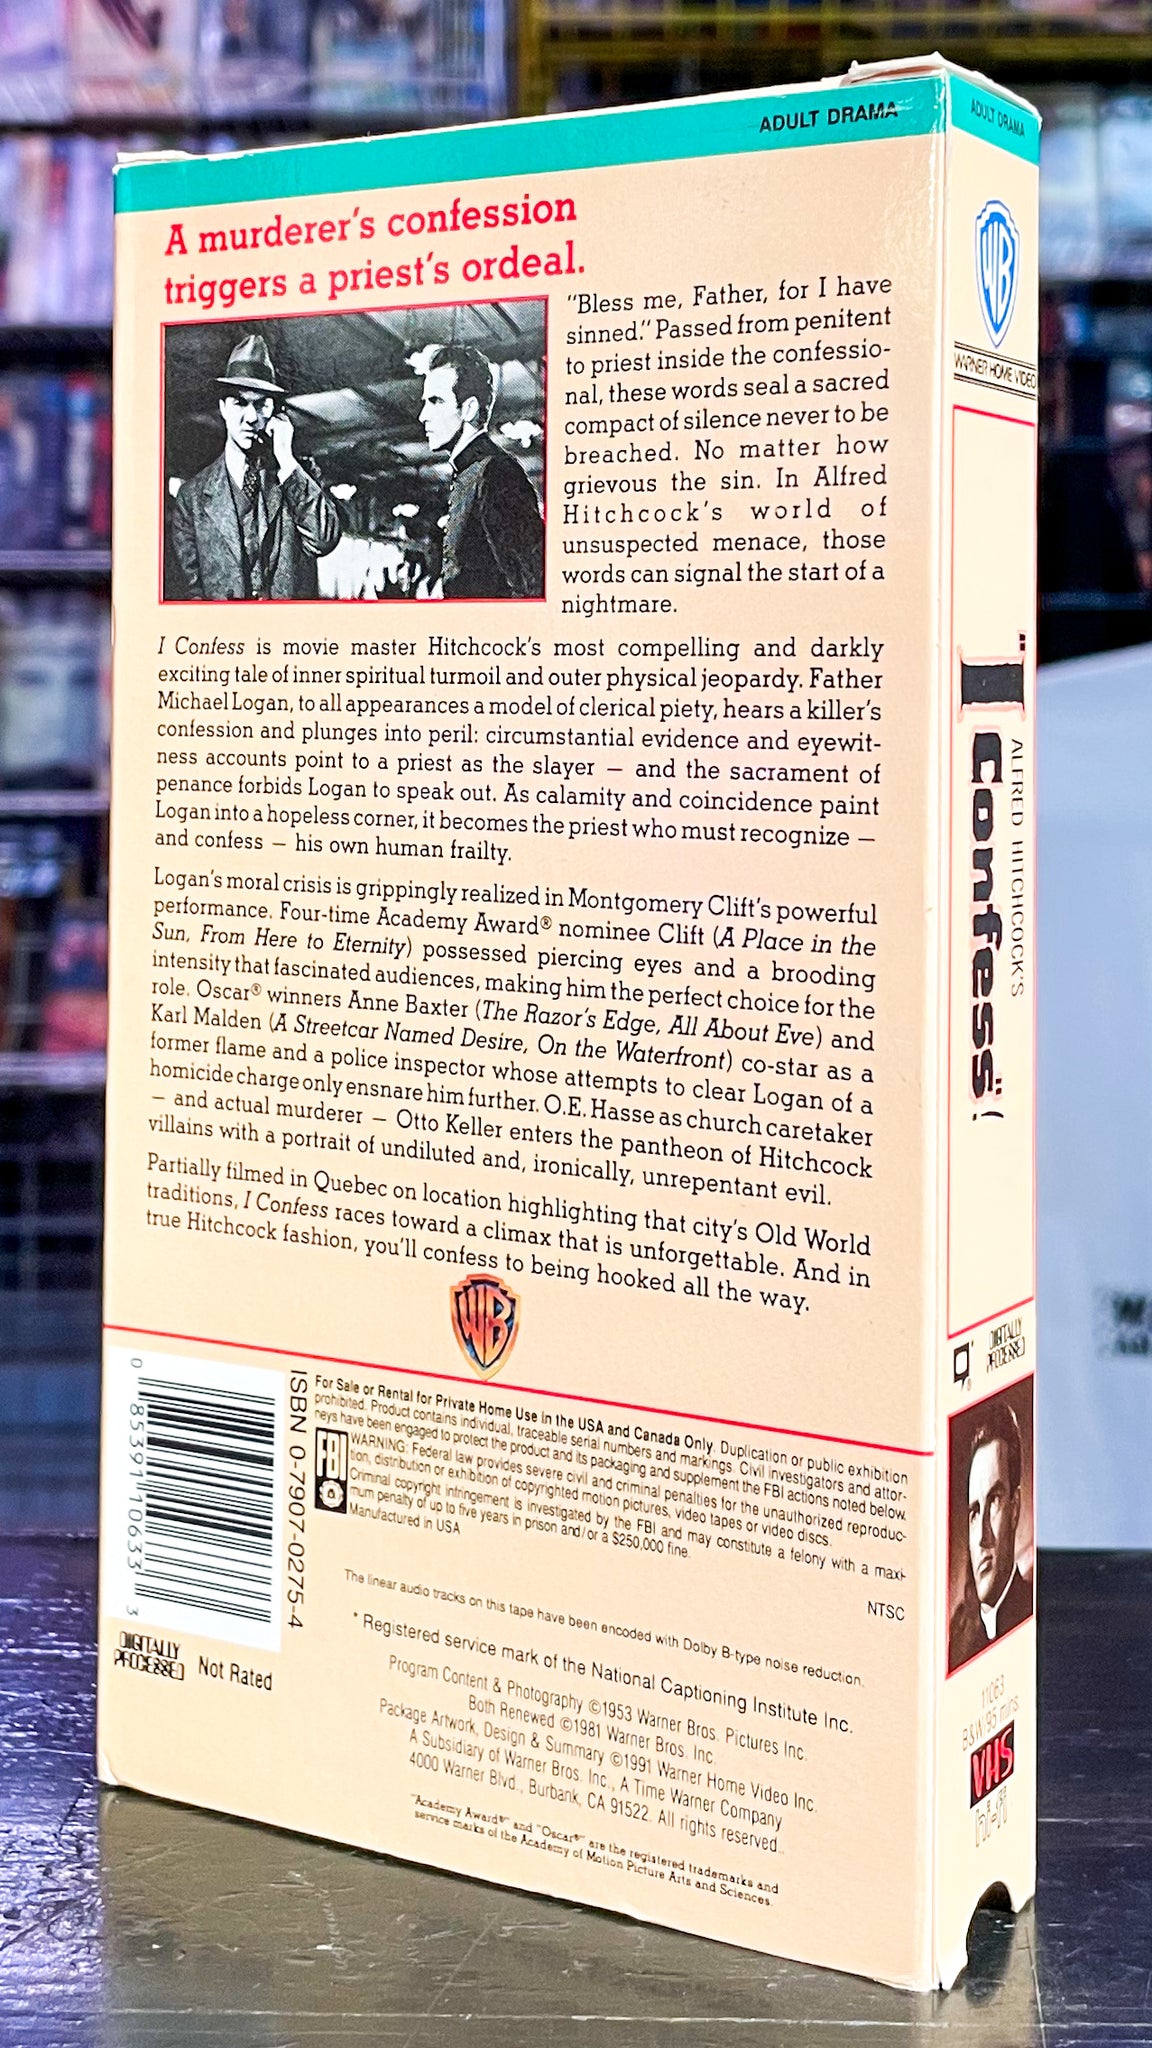 ADULT DRAMA
A murderer's confession
triggers a priest's ordeal.
"Bless me, Father, for I have
sinned." Passed from penitent
to priest inside the confessio-
nal, these words seal a sacred
compact of silence never to be
breached. No matter how
grievous the sin. In Alfred
Hitchcock's world of
unsuspected menace, those
words can signal the start of a
nightmare.
I Confess is movie master Hitchcock's most compelling and darkly
exciting tale of inner spiritual turmoil and outer physical jeopardy. Father
Michael Logan, to all appearances a model of clerical piety, hears a killer's
confession and plunges into peril: circumstantial evidence and eyewit-
ness accounts point to a priest as the slayer — and the sacrament of
penance forbids Logan to speak out. As calamity and coincidence paint
Logan into a hopeless corner, it becomes the priest who must recognize —
and confess — his own human frailty.
Logan's moral crisis is grippingly realized in Montgomery Clift's powerful
performance. Four-time Academy Award® nominee Clift (A Place in the
Sun, From Here to Eternity) possessed piercing eyes and a brooding
intensity that fascinated audiences, making him the perfect choice for the
role. Oscar® winners Anne Baxter (The Razor's Edge, All About Eve) and
Karl Malden (A Streetcar Named Desire, On the Waterfront) co-star as a
former flame and a police inspector whose attempts to clear Logan of a
homicide charge only ensnare him further. O.E. Hasse as church caretaker
— and actual murderer — Otto Keller enters the pantheon of Hitchcock
villains with a portrait of undiluted and, ironically, unrepentant evil.
Partially filmed in Quebec on location highlighting that city's Old World
traditions, I Confess races toward a climax that is unforgettable. And in
true Hitchcock fashion, you'll confess to being hooked all the way.
WB
0 85391 10633 3
ISBN 0-7907-0275-4
For Sale or Rental for Private Home Use in the USA and Canada Only. Duplication or public exhibition
prohibited. Product contains individual, traceable serial numbers and markings. Civil investigators and attor-
neys have been engaged to protect the product and its packaging and supplement the FBI actions noted below.
FBI
WARNING: Federal law provides severe civil and criminal penalties for the unauthorized reproduc-
tion, distribution or exhibition of copyrighted motion pictures, video tapes or video discs.
Criminal copyright infringement is investigated by the FBI and may constitute a felony with a maxi-
mum penalty of up to five years in prison and/or a $250,000 fine.
Manufactured in USA
NTSC
DIGITALLY
PROCESSED
Not Rated
The linear audio tracks on this tape have been encoded with Dolby B-type noise reduction.
* Registered service mark of the National Captioning Institute Inc.
Program Content & Photography ©1953 Warner Bros. Pictures Inc.
Both Renewed ©1981 Warner Bros. Inc.
Package Artwork, Design & Summary ©1991 Warner Home Video Inc.
A Subsidiary of Warner Bros. Inc., A Time Warner Company
4000 Warner Blvd., Burbank, CA 91522. All rights reserved.
"Academy Award®" and "Oscar®" are the registered trademarks and
service marks of the Academy of Motion Picture Arts and Sciences.
ADULT DRAMA
WB
WARNER HOME VIDEO
ALFRED HITCHCOCK'S
"I Confess"!
DIGITALLY
PROCESSED
11063
B&W/95 mins.
VHS
hi-fi